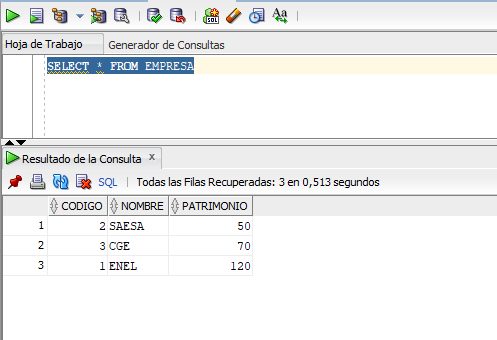 Hoja de Trabajo Generador de Consultas
SELECT * FROM EMPRESA
Resultado de la Consulta x
SQL | Todas las Filas Recuperadas: 3 en 0,513 segundos
CODIGO NOMBRE PATRIMONIO
1 2 SAESA 50
2 3 CGE 70
3 1 ENEL 120